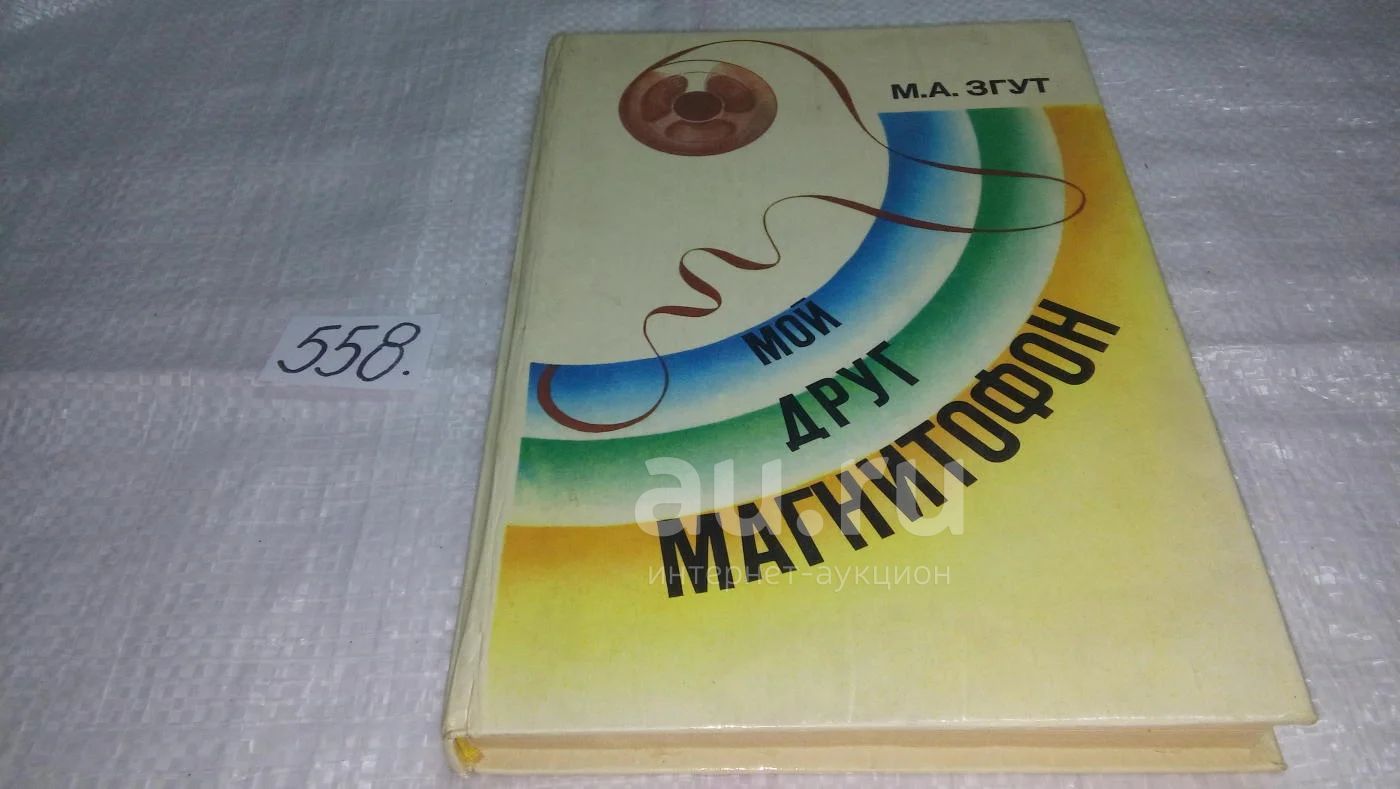 М.А. ЗГУТ
МОЙ
ДРУГ
МАГНИТОФОН
558.
au.ru
интернет-аукцион